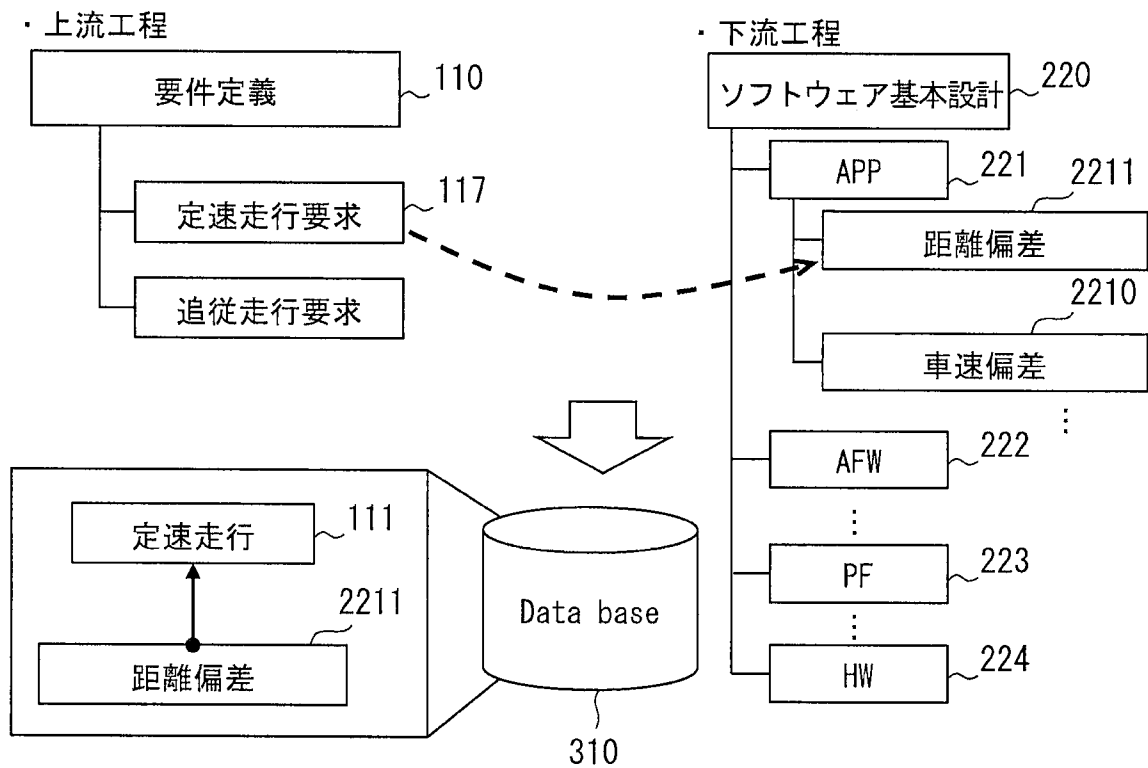 ・上流工程
要件定義
110
定速走行要求
117
追従走行要求
・下流工程
ソフトウェア基本設計
220
APP
221
2211
距離偏差
2210
車速偏差
⋮
AFW
222
⋮
PF
223
⋮
HW
224
定速走行
111
2211
距離偏差
Data base
310